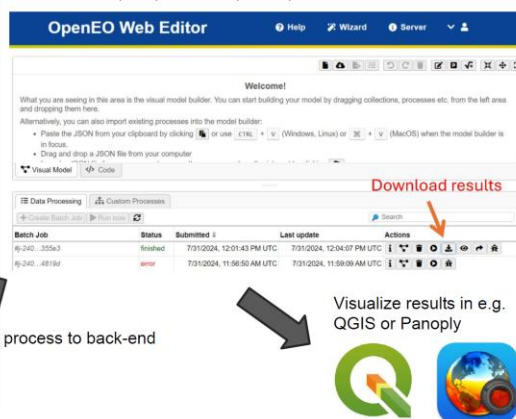 OpenEO Web Editor
Help Wizard Server
Welcome!
What you are seeing in this area is the visual model builder. You can start building your model by dragging collections, processes etc. from the left area
and dropping them here.
Alternatively, you can also import existing processes into the model builder:
Paste the JSON from your clipboard by clicking or use CTRL + V (Windows, Linux) or ⌘ + V (MacOS) when the model builder is
in focus.
Drag and drop a JSON file from your computer
Visual Model Code
Download results
Data Processing Custom Processes
Create Batch Job Run now Search
Batch Job Status Submitted Last update Actions
#j-240...355e3 finished 7/31/2024, 12:01:43 PM UTC 7/31/2024, 12:04:07 PM UTC
#j-240...4819d error 7/31/2024, 11:56:50 AM UTC 7/31/2024, 11:59:09 AM UTC
Visualize results in e.g.
QGIS or Panoply
process to back-end